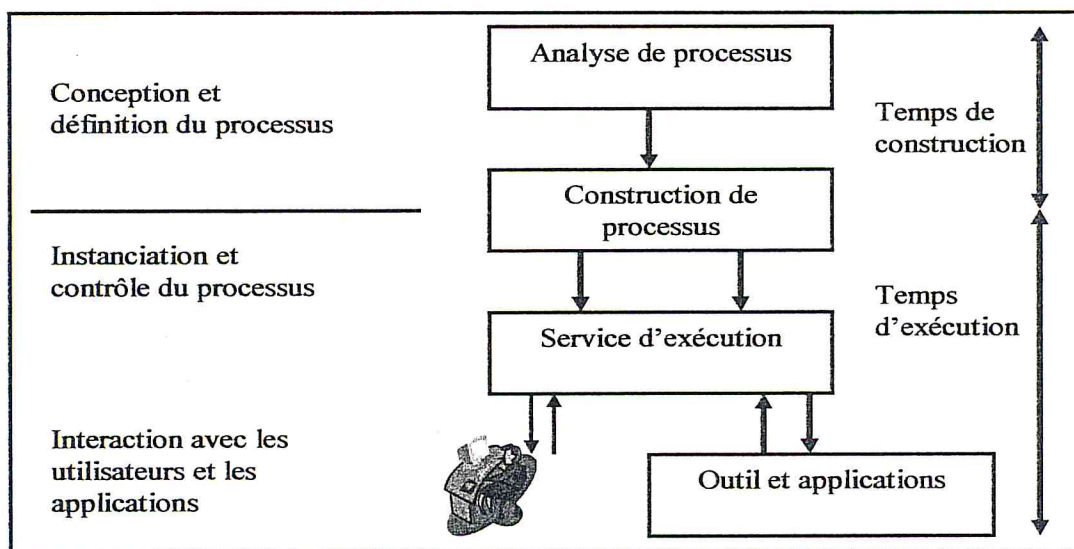 Analyse de processus
Conception et
définition du processus
Temps de
construction
Construction de
processus
Instanciation et
contrôle du processus
Temps
d'exécution
Service d'exécution
Interaction avec les
utilisateurs et les
applications
Outil et applications